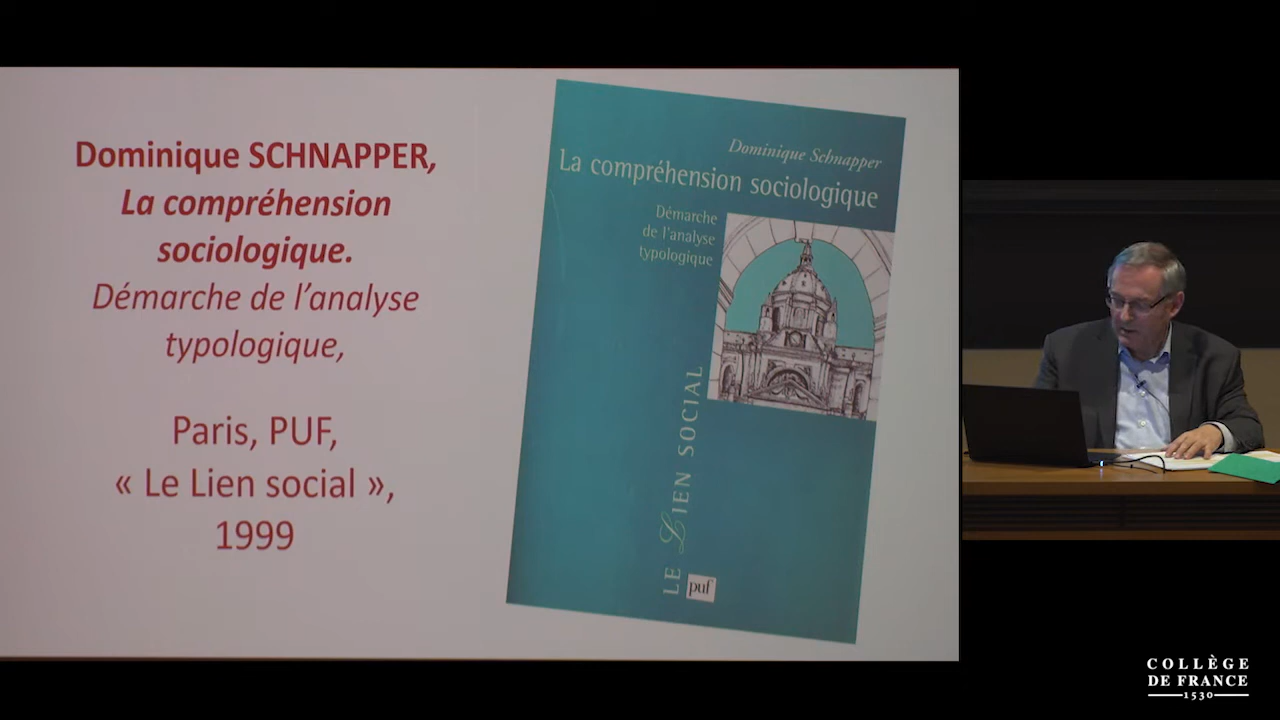 Dominique SCHNAPPER,
La compréhension
sociologique.
Démarche de l’analyse
typologique,
Paris, PUF,
« Le Lien social »,
1999
Dominique Schnapper
La compréhension sociologique
Démarche
de l'analyse
typologique
LE LIEN SOCIAL
puf
COLLÈGE
DE FRANCE
1530